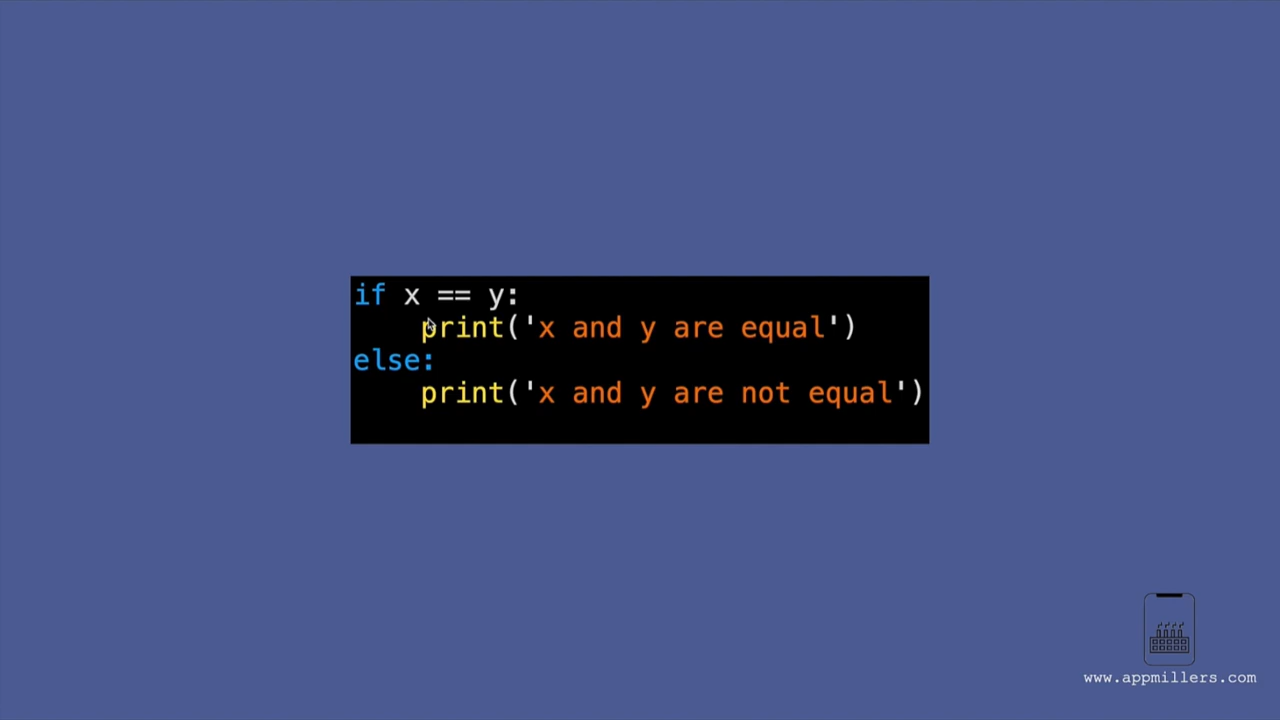 if x == y:
    print('x and y are equal')
else:
    print('x and y are not equal')
www.appmillers.com